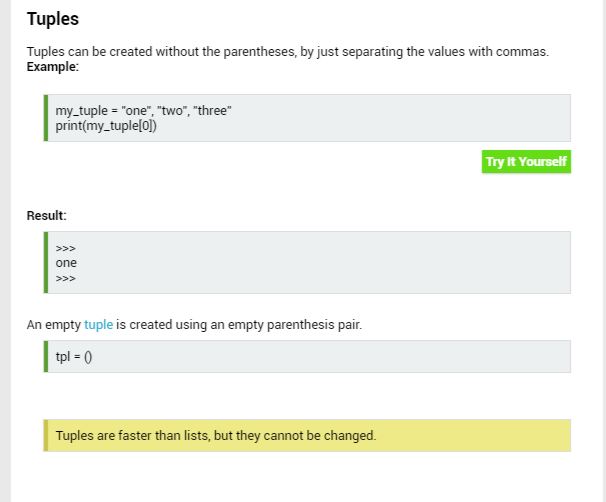 Tuples
Tuples can be created without the parentheses, by just separating the values with commas.
Example:
my_tuple = "one", "two", "three"
print(my_tuple[0])
Try It Yourself
Result:
>>>
one
>>>
An empty tuple is created using an empty parenthesis pair.
tpl = ()
Tuples are faster than lists, but they cannot be changed.